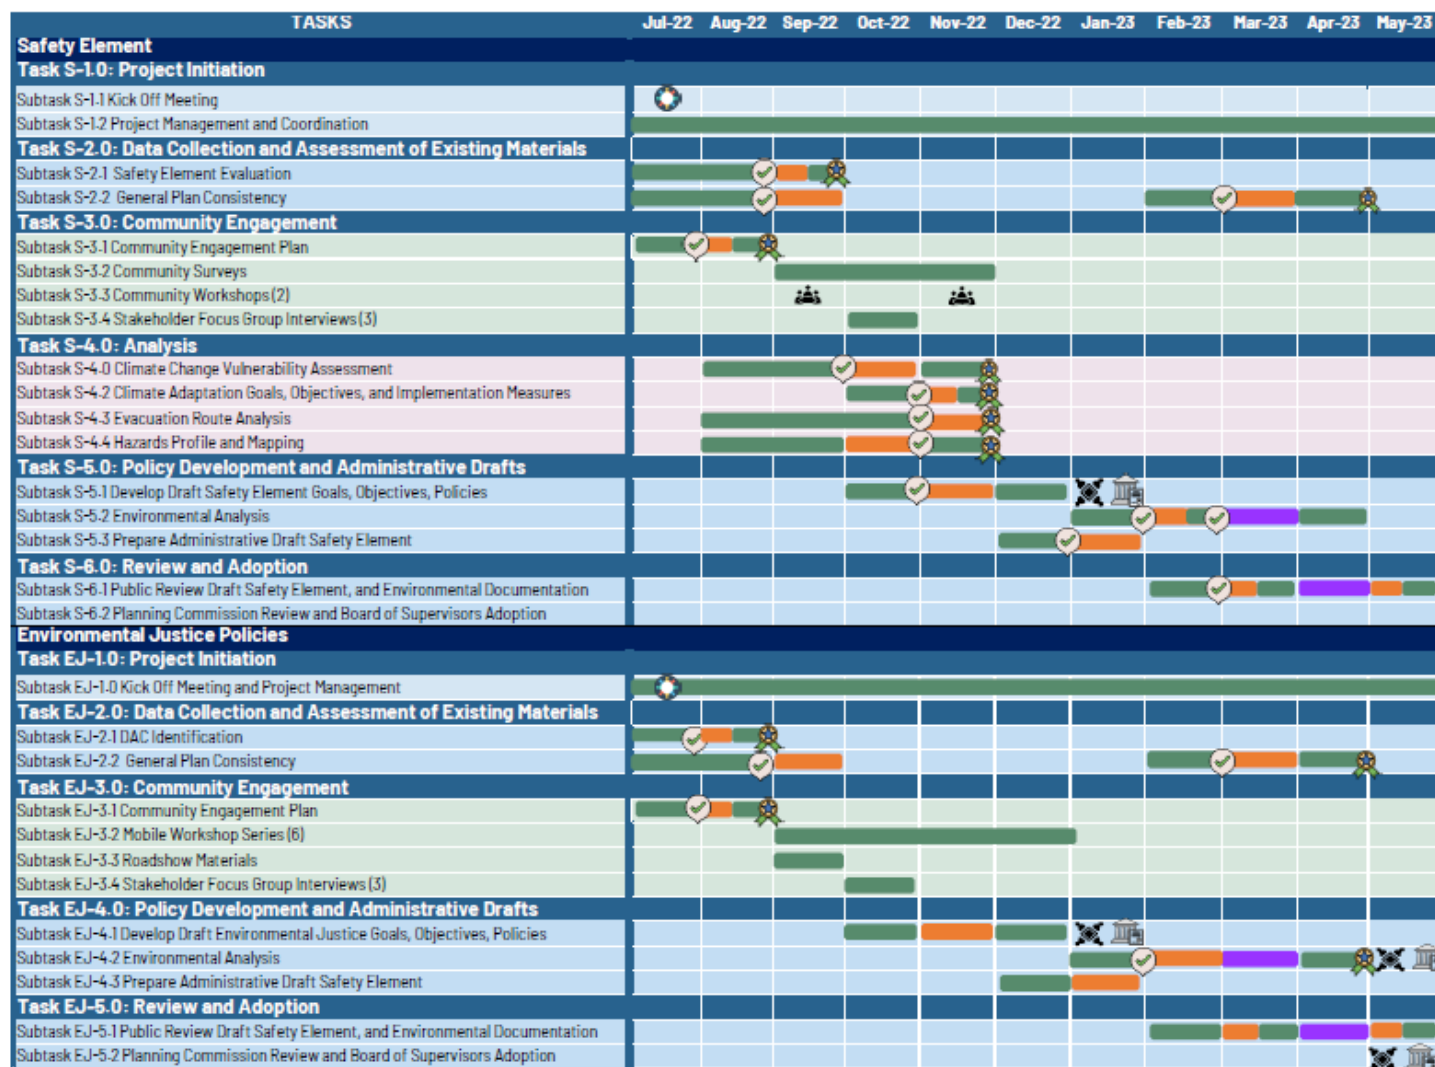 TASKS Jul-22 Aug-22 Sep-22 Oct-22 Nov-22 Dec-22 Jan-23 Feb-23 Mar-23 Apr-23 May-23
Safety Element
Task S-1.0: Project Initiation
Subtask S-1.1 Kick Off Meeting
Subtask S-1.2 Project Management and Coordination
Task S-2.0: Data Collection and Assessment of Existing Materials
Subtask S-2.1 Safety Element Evaluation
Subtask S-2.2 General Plan Consistency
Task S-3.0: Community Engagement
Subtask S-3.1 Community Engagement Plan
Subtask S-3.2 Community Surveys
Subtask S-3.3 Community Workshops (2)
Subtask S-3.4 Stakeholder Focus Group Interviews (3)
Task S-4.0: Analysis
Subtask S-4.0 Climate Change Vulnerability Assessment
Subtask S-4.2 Climate Adaptation Goals, Objectives, and Implementation Measures
Subtask S-4.3 Evacuation Route Analysis
Subtask S-4.4 Hazards Profile and Mapping
Task S-5.0: Policy Development and Administrative Drafts
Subtask S-5.1 Develop Draft Safety Element Goals, Objectives, Policies
Subtask S-5.2 Environmental Analysis
Subtask S-5.3 Prepare Administrative Draft Safety Element
Task S-6.0: Review and Adoption
Subtask S-6.1 Public Review Draft Safety Element, and Environmental Documentation
Subtask S-6.2 Planning Commission Review and Board of Supervisors Adoption
Environmental Justice Policies
Task EJ-1.0: Project Initiation
Subtask EJ-1.0 Kick Off Meeting and Project Management
Task EJ-2.0: Data Collection and Assessment of Existing Materials
Subtask EJ-2.1 DAC Identification
Subtask EJ-2.2 General Plan Consistency
Task EJ-3.0: Community Engagement
Subtask EJ-3.1 Community Engagement Plan
Subtask EJ-3.2 Mobile Workshop Series (6)
Subtask EJ-3.3 Roadshow Materials
Subtask EJ-3.4 Stakeholder Focus Group Interviews (3)
Task EJ-4.0: Policy Development and Administrative Drafts
Subtask EJ-4.1 Develop Draft Environmental Justice Goals, Objectives, Policies
Subtask EJ-4.2 Environmental Analysis
Subtask EJ-4.3 Prepare Administrative Draft Safety Element
Task EJ-5.0: Review and Adoption
Subtask EJ-5.1 Public Review Draft Safety Element, and Environmental Documentation
Subtask EJ-5.2 Planning Commission Review and Board of Supervisors Adoption